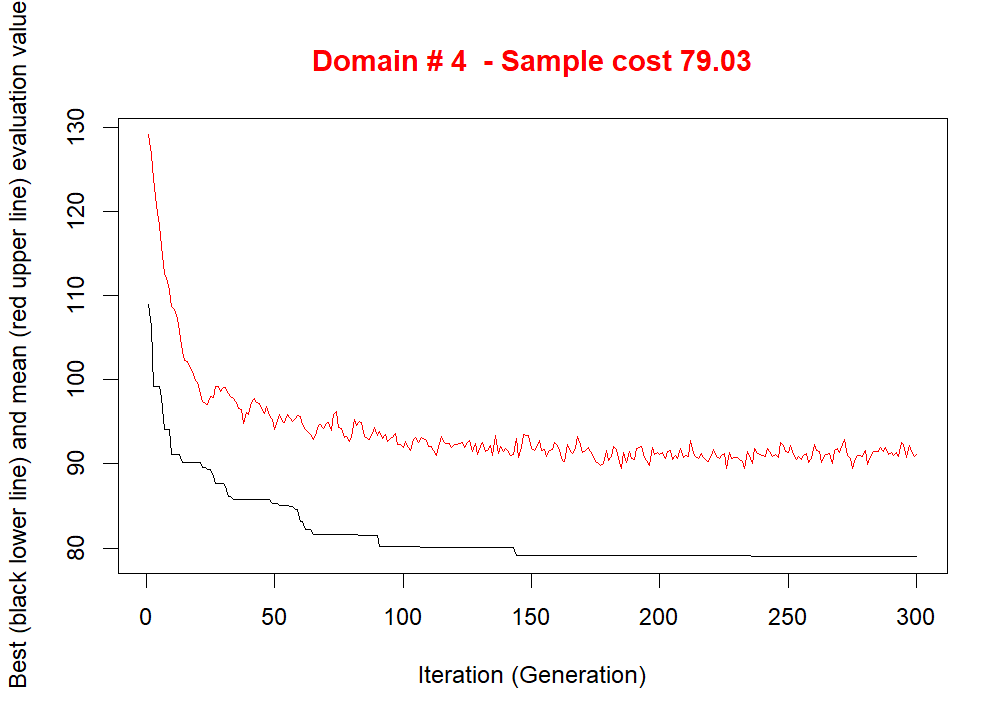 Domain # 4  - Sample cost 79.03
Best (black lower line) and mean (red upper line) evaluation value
130
120
110
100
90
80
0 50 100 150 200 250 300
Iteration (Generation)